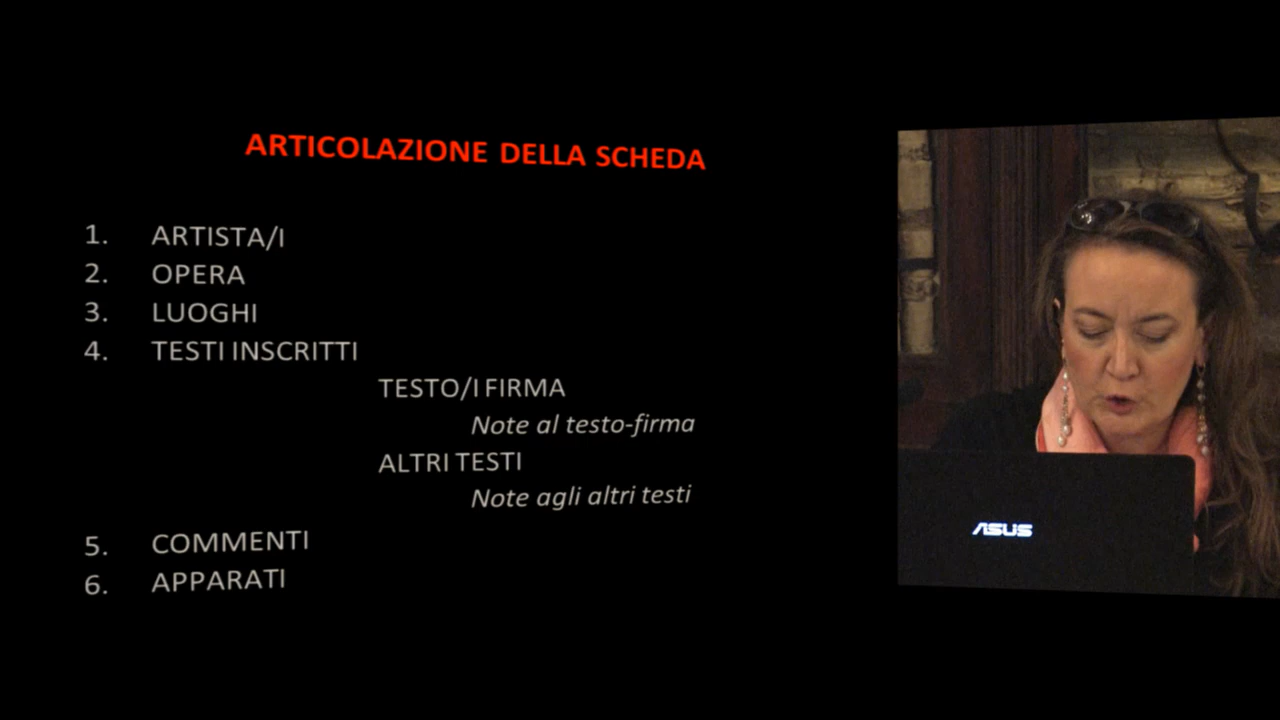 ARTICOLAZIONE DELLA SCHEDA
1. ARTISTA/I
2. OPERA
3. LUOGHI
4. TESTI INSCRITTI
TESTO/I FIRMA
Note al testo-firma
ALTRI TESTI
Note agli altri testi
5. COMMENTI
6. APPARATI
ASUS